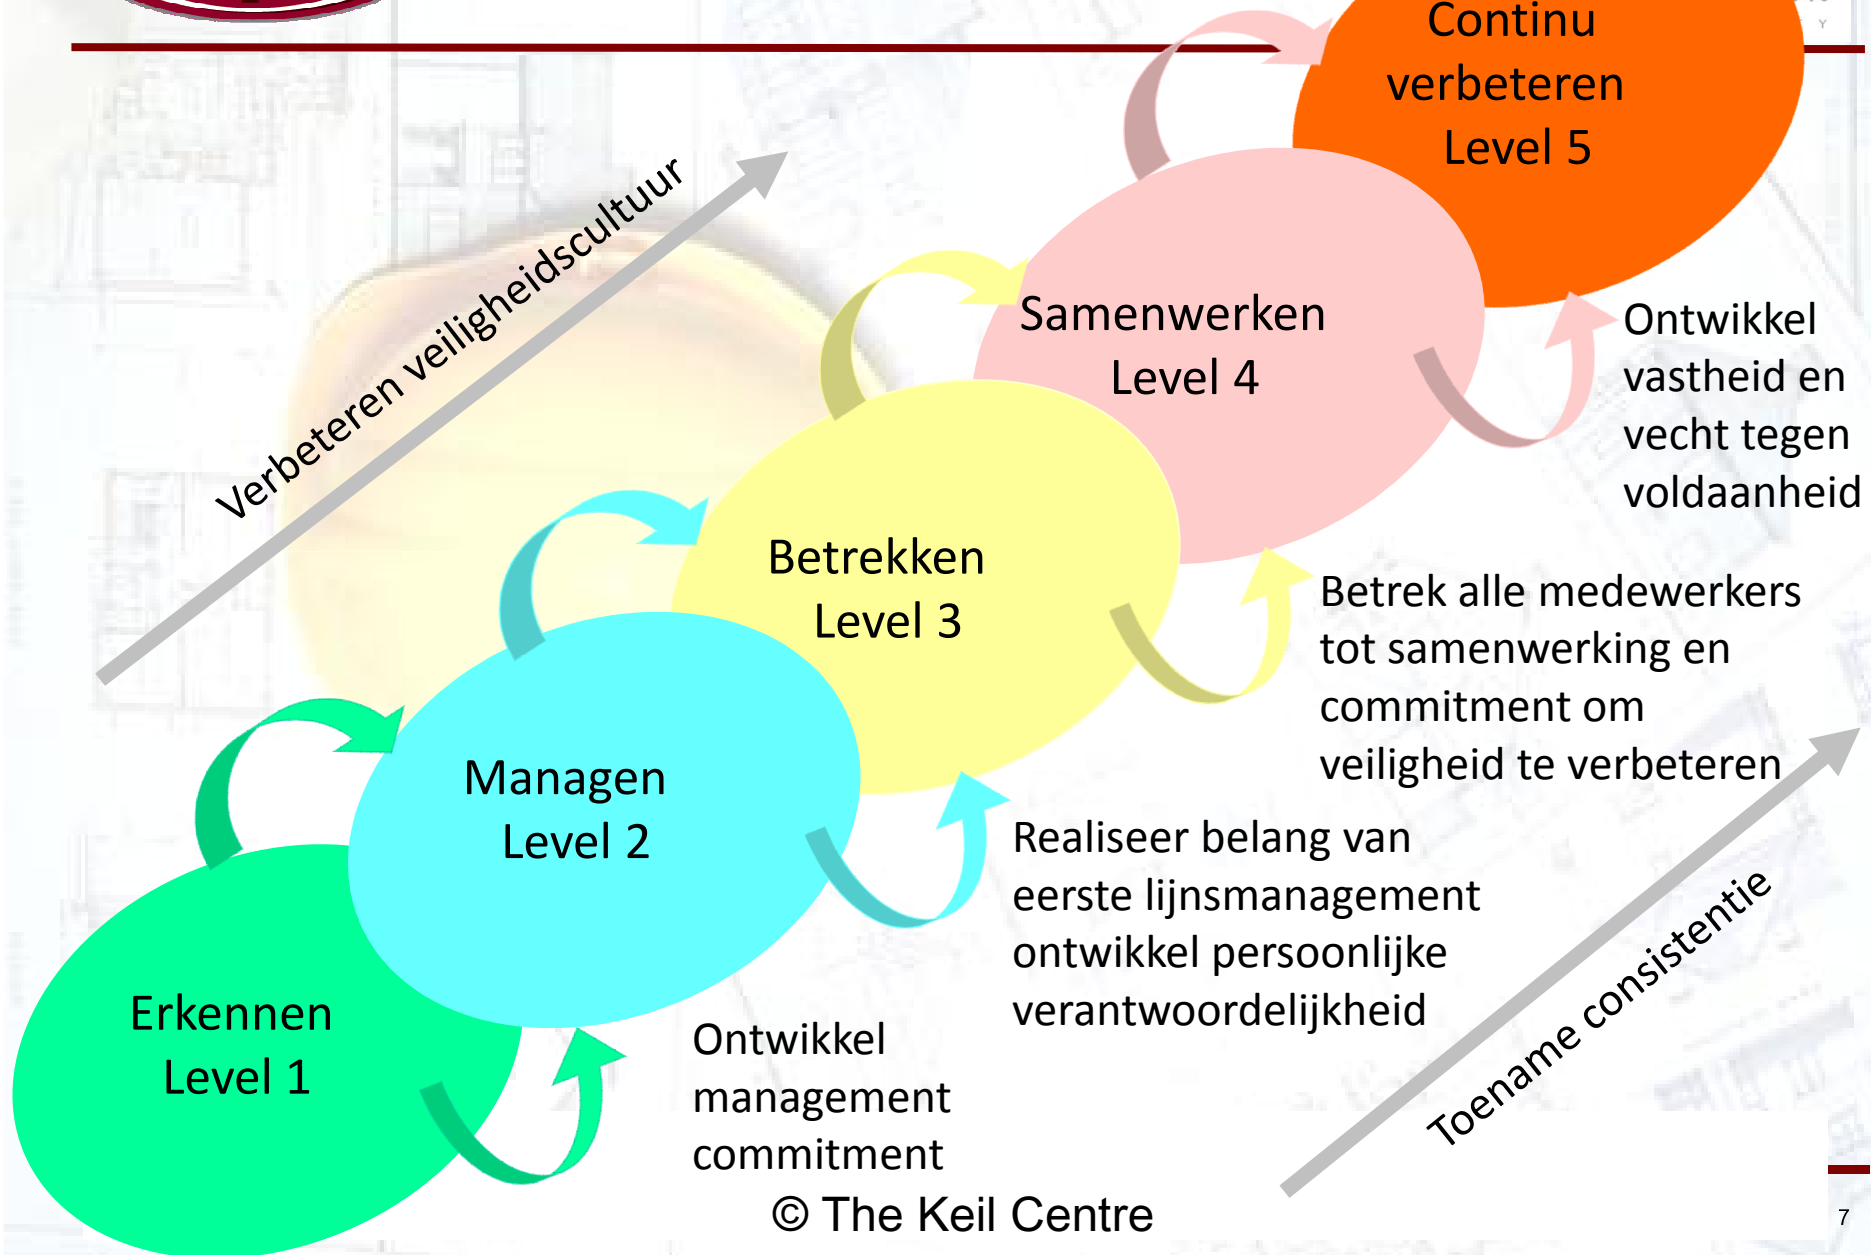 Continu
verbeteren
Level 5
Verbeteren veiligheidscultuur
Samenwerken
Level 4
Ontwikkel
vastheid en
vecht tegen
voldaanheid
Betrekken
Level 3
Betrek alle medewerkers
tot samenwerking en
commitment om
veiligheid te verbeteren
Managen
Level 2
Realiseer belang van
eerste lijnsmanagement
ontwikkel persoonlijke
verantwoordelijkheid
Toename consistentie
Erkennen
Level 1
Ontwikkel
management
commitment
© The Keil Centre
7